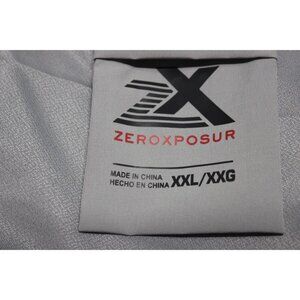 ZX
ZEROXPOSUR
MADE IN CHINA
HECHO EN CHINA XXL/XXG